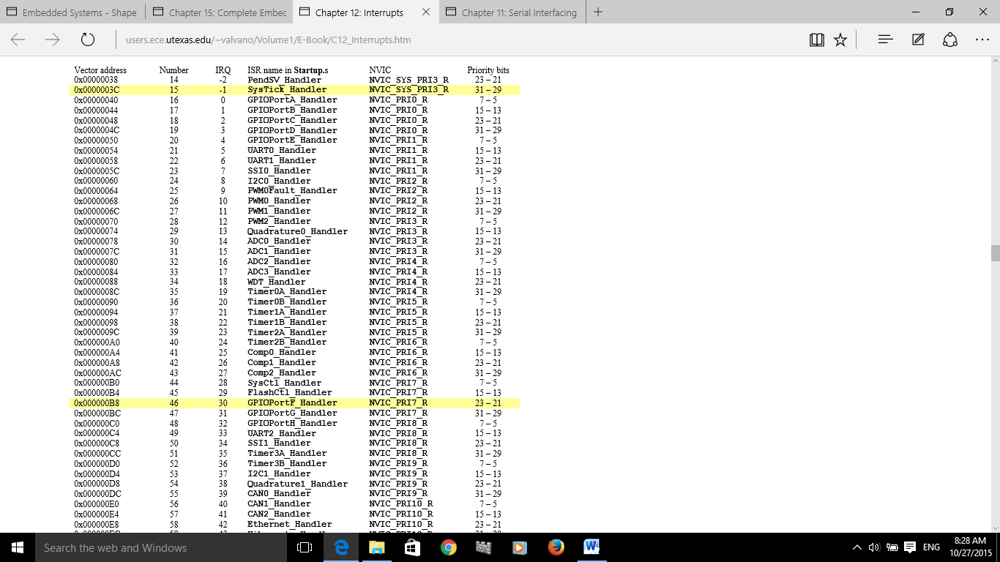 Embedded Systems - Shape
Chapter 15: Complete Embec
Chapter 12: Interrupts
Chapter 11: Serial Interfacing
users.ece.utexas.edu/~valvano/Volume1/E-Book/C12_Interrupts.htm
Vector address Number IRQ ISR name in Startup.s NVIC Priority bits
0x00000038 14 -2 PendSV_Handler NVIC_SYS_PRI3_R 23 – 21
0x0000003C 15 -1 SysTick_Handler NVIC_SYS_PRI3_R 31 – 29
0x00000040 16 0 GPIOPortA_Handler NVIC_PRI0_R 7 – 5
0x00000044 17 1 GPIOPortB_Handler NVIC_PRI0_R 15 – 13
0x00000048 18 2 GPIOPortC_Handler NVIC_PRI0_R 23 – 21
0x0000004C 19 3 GPIOPortD_Handler NVIC_PRI0_R 31 – 29
0x00000050 20 4 GPIOPortE_Handler NVIC_PRI1_R 7 – 5
0x00000054 21 5 UART0_Handler NVIC_PRI1_R 15 – 13
0x00000058 22 6 UART1_Handler NVIC_PRI1_R 23 – 21
0x0000005C 23 7 SSI0_Handler NVIC_PRI1_R 31 – 29
0x00000060 24 8 I2C0_Handler NVIC_PRI2_R 7 – 5
0x00000064 25 9 PWM0Fault_Handler NVIC_PRI2_R 15 – 13
0x00000068 26 10 PWM0_Handler NVIC_PRI2_R 23 – 21
0x0000006C 27 11 PWM1_Handler NVIC_PRI2_R 31 – 29
0x00000070 28 12 PWM2_Handler NVIC_PRI3_R 7 – 5
0x00000074 29 13 Quadrature0_Handler NVIC_PRI3_R 15 – 13
0x00000078 30 14 ADC0_Handler NVIC_PRI3_R 23 – 21
0x0000007C 31 15 ADC1_Handler NVIC_PRI3_R 31 – 29
0x00000080 32 16 ADC2_Handler NVIC_PRI4_R 7 – 5
0x00000084 33 17 ADC3_Handler NVIC_PRI4_R 15 – 13
0x00000088 34 18 WDT_Handler NVIC_PRI4_R 23 – 21
0x0000008C 35 19 Timer0A_Handler NVIC_PRI4_R 31 – 29
0x00000090 36 20 Timer0B_Handler NVIC_PRI5_R 7 – 5
0x00000094 37 21 Timer1A_Handler NVIC_PRI5_R 15 – 13
0x00000098 38 22 Timer1B_Handler NVIC_PRI5_R 23 – 21
0x0000009C 39 23 Timer2A_Handler NVIC_PRI5_R 31 – 29
0x000000A0 40 24 Timer2B_Handler NVIC_PRI6_R 7 – 5
0x000000A4 41 25 Comp0_Handler NVIC_PRI6_R 15 – 13
0x000000A8 42 26 Comp1_Handler NVIC_PRI6_R 23 – 21
0x000000AC 43 27 Comp2_Handler NVIC_PRI6_R 31 – 29
0x000000B0 44 28 SysCtl_Handler NVIC_PRI7_R 7 – 5
0x000000B4 45 29 FlashCtl_Handler NVIC_PRI7_R 15 – 13
0x000000B8 46 30 GPIOPortF_Handler NVIC_PRI7_R 23 – 21
0x000000BC 47 31 GPIOPortG_Handler NVIC_PRI7_R 31 – 29
0x000000C0 48 32 GPIOPortH_Handler NVIC_PRI8_R 7 – 5
0x000000C4 49 33 UART2_Handler NVIC_PRI8_R 15 – 13
0x000000C8 50 34 SSI1_Handler NVIC_PRI8_R 23 – 21
0x000000CC 51 35 Timer3A_Handler NVIC_PRI8_R 31 – 29
0x000000D0 52 36 Timer3B_Handler NVIC_PRI9_R 7 – 5
0x000000D4 53 37 I2C1_Handler NVIC_PRI9_R 15 – 13
0x000000D8 54 38 Quadrature1_Handler NVIC_PRI9_R 23 – 21
0x000000DC 55 39 CAN0_Handler NVIC_PRI9_R 31 – 29
0x000000E0 56 40 CAN1_Handler NVIC_PRI10_R 7 – 5
0x000000E4 57 41 CAN2_Handler NVIC_PRI10_R 15 – 13
0x000000E8 58 42 Ethernet_Handler NVIC_PRI10_R 23 – 21
Search the web and Windows
ENG
8:28 AM
10/27/2015